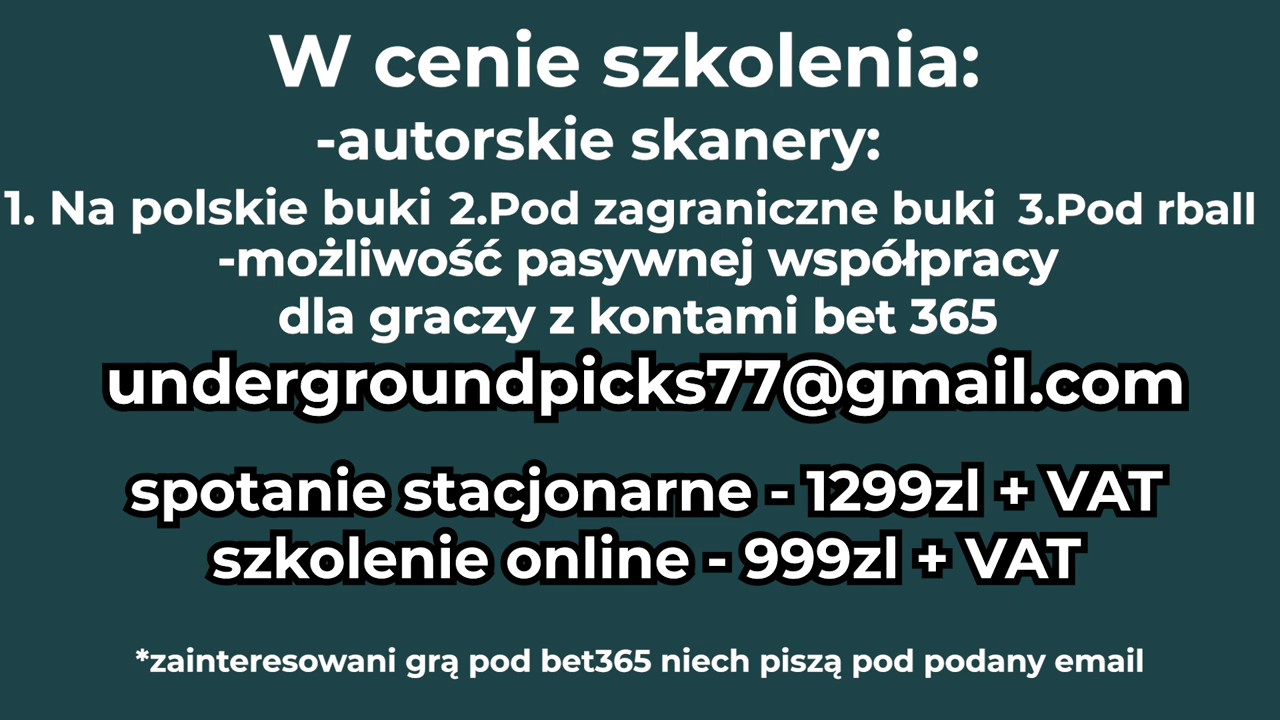 W cenie szkolenia:
-autorskie skanery:
1. Na polskie buki 2.Pod zagraniczne buki 3.Pod rball
-możliwość pasywnej współpracy
dla graczy z kontami bet 365
undergroundpicks77@gmail.com
spotanie stacjonarne - 1299zl + VAT
szkolenie online - 999zl + VAT
*zainteresowani grą pod bet365 niech piszą pod podany email